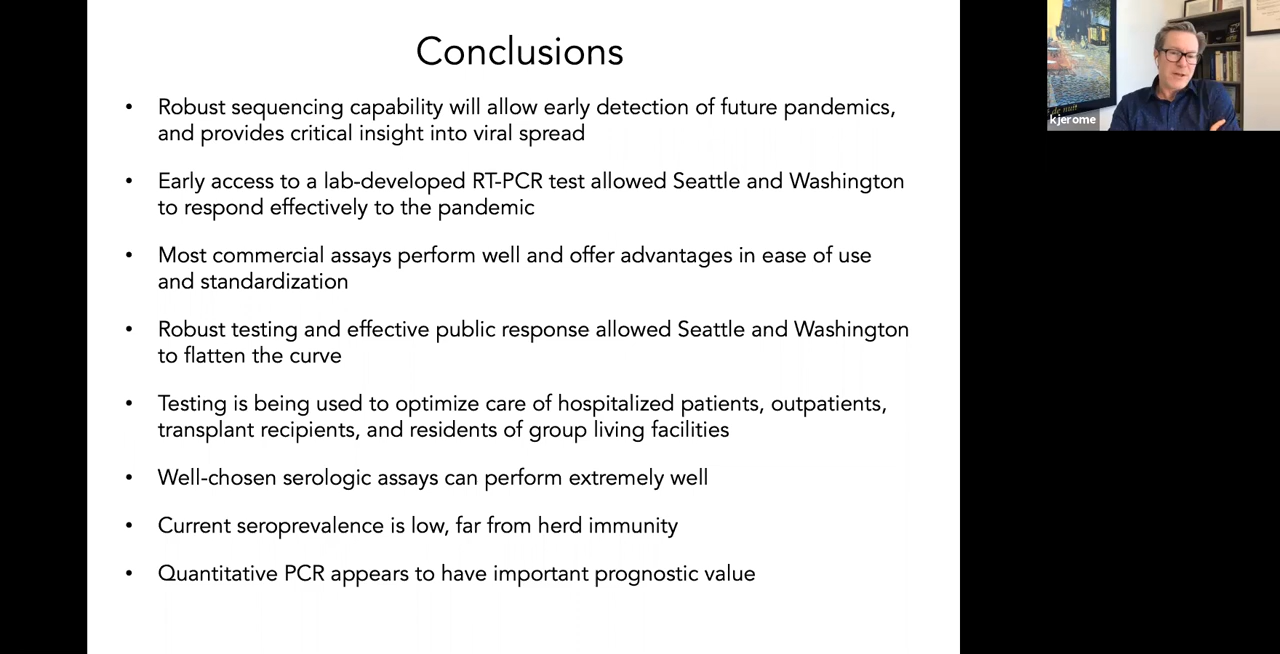 Conclusions
• Robust sequencing capability will allow early detection of future pandemics,
and provides critical insight into viral spread
• Early access to a lab-developed RT-PCR test allowed Seattle and Washington
to respond effectively to the pandemic
• Most commercial assays perform well and offer advantages in ease of use
and standardization
• Robust testing and effective public response allowed Seattle and Washington
to flatten the curve
• Testing is being used to optimize care of hospitalized patients, outpatients,
transplant recipients, and residents of group living facilities
• Well-chosen serologic assays can perform extremely well
• Current seroprevalence is low, far from herd immunity
• Quantitative PCR appears to have important prognostic value
de nuit
kjerome